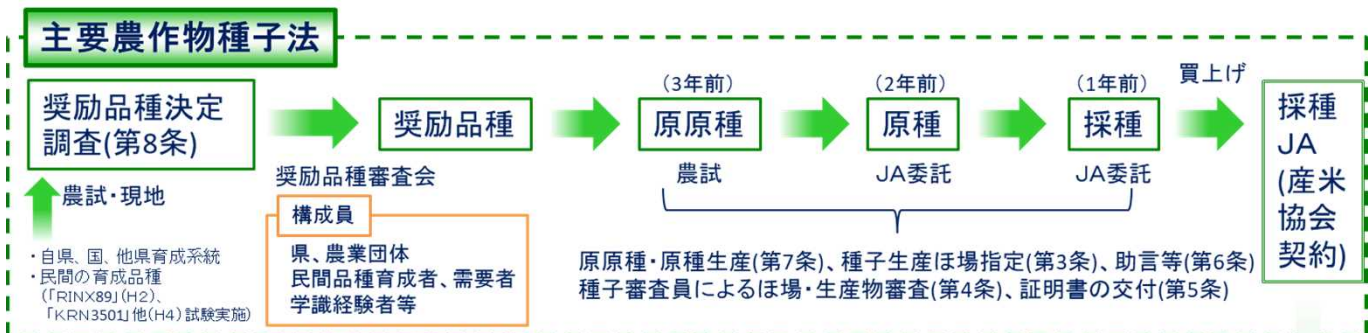 主要農作物種子法
奨励品種決定
調査(第8条)
農試・現地
・自県、国、他県育成系統
・民間の育成品種
(「RINX89」(H2)、
「KRN3501」他(H4)試験実施)
奨励品種
奨励品種審査会
構成員
県、農業団体
民間品種育成者、需要者
学識経験者等
(3年前)
原原種
農試
(2年前)
原種
JA委託
(1年前)
採種
JA委託
原原種・原種生産(第7条)、種子生産ほ場指定(第3条)、助言等(第6条)
種子審査員によるほ場・生産物審査(第4条)、証明書の交付(第5条)
買上げ
採種
JA
(産米
協会
契約)